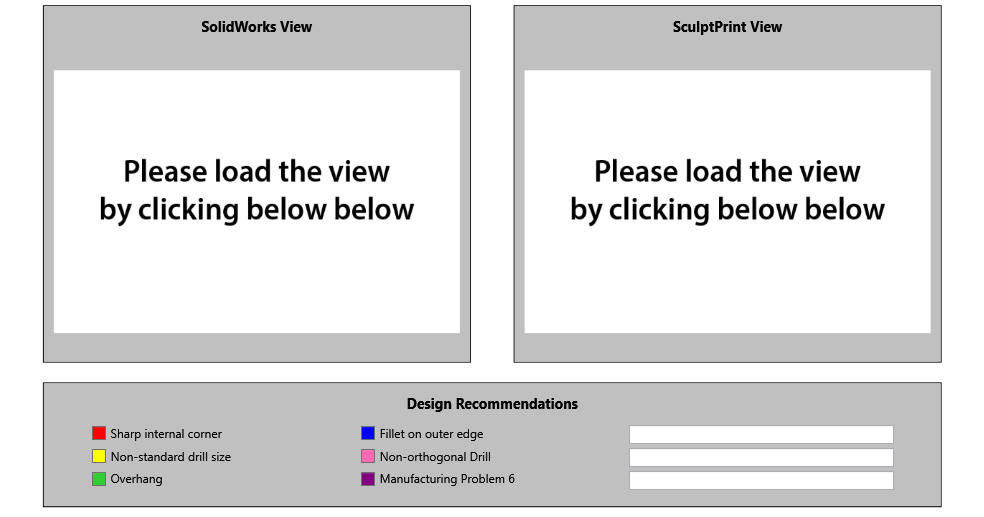 SolidWorks View
Please load the view
by clicking below below
SculptPrint View
Please load the view
by clicking below below
Design Recommendations
Sharp internal corner
Non-standard drill size
Overhang
Fillet on outer edge
Non-orthogonal Drill
Manufacturing Problem 6